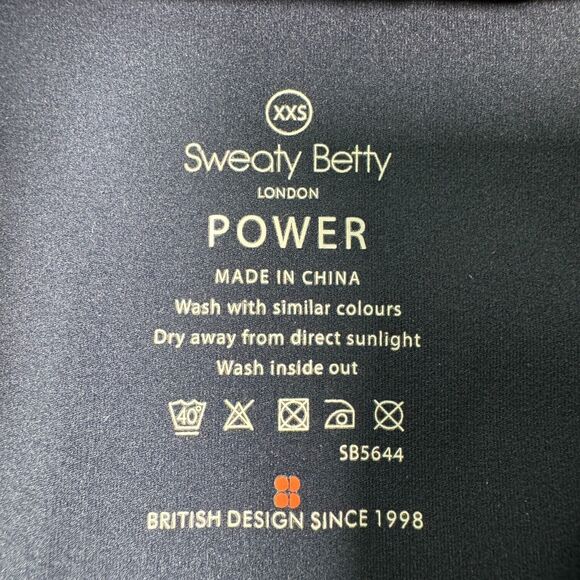 XXS
Sweaty Betty
LONDON
POWER
MADE IN CHINA
Wash with similar colours
Dry away from direct sunlight
Wash inside out
40°
SB5644
BRITISH DESIGN SINCE 1998